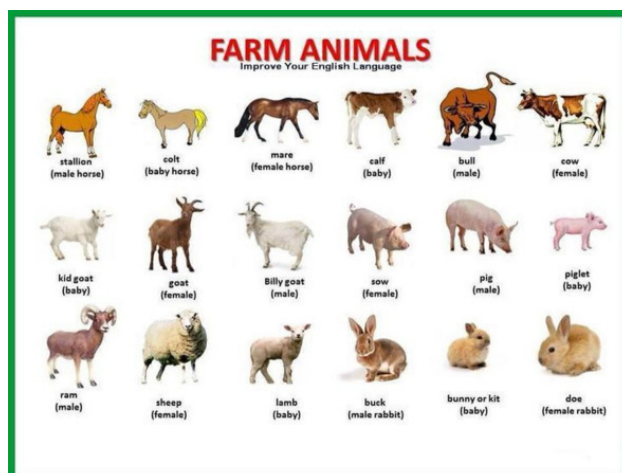 FARM ANIMALS
Improve Your English Language
stallion
(male horse)
colt
(baby horse)
mare
(female horse)
calf
(baby)
bull
(male)
cow
(female)
kid goat
(baby)
goat
(female)
Billy goat
(male)
sow
(female)
pig
(male)
piglet
(baby)
ram
(male)
sheep
(female)
lamb
(baby)
buck
(male rabbit)
bunny or kit
(baby)
doe
(female rabbit)